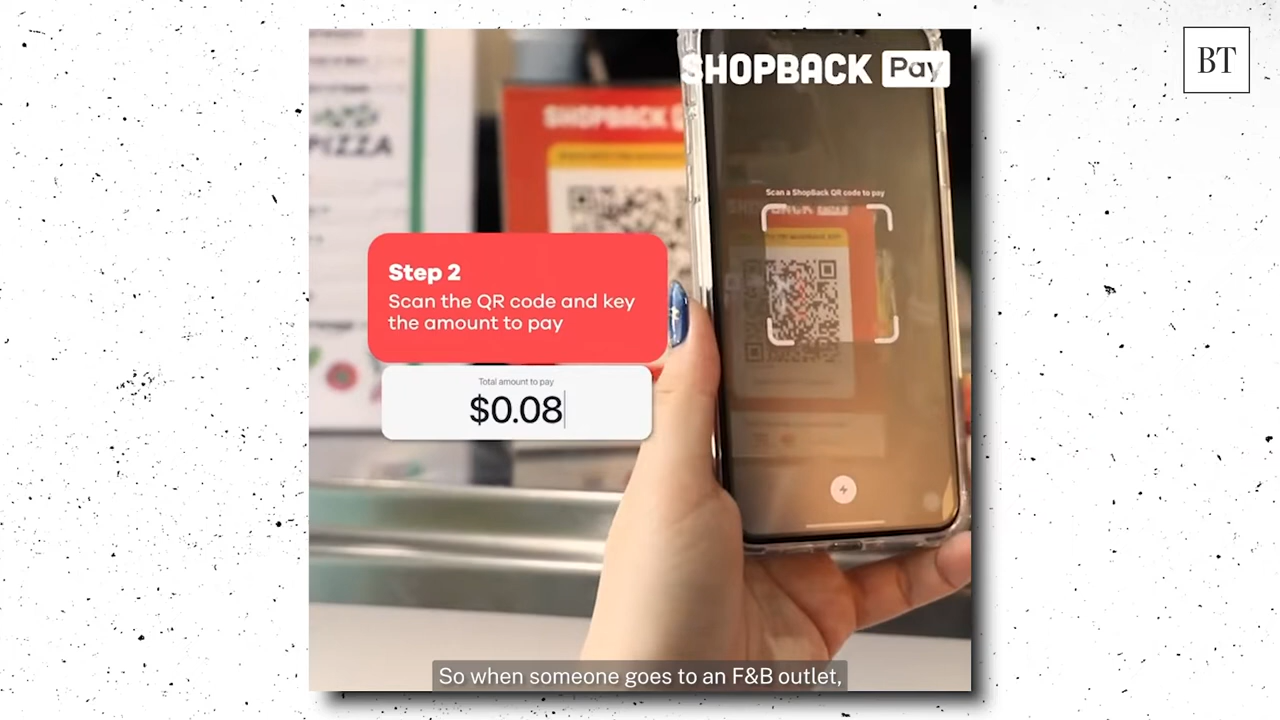 BT
SHOPBACK Pay
SHOPBACK
PIZZA
Scan a ShopBack QR code to pay
Step 2
Scan the QR code and key
the amount to pay
Total amount to pay
$0.08
So when someone goes to an F&B outlet,